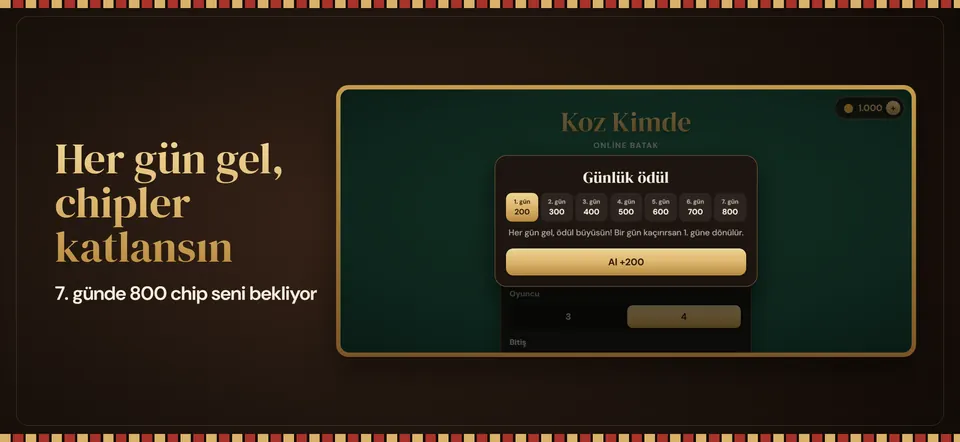 Her gün gel,
chipler
katlansın
7. günde 800 chip seni bekliyor
1.000 +
Koz Kimde
ONLİNE BATAK
Günlük ödül
1. gün 2. gün 3. gün 4. gün 5. gün 6. gün 7. gün
200 300 400 500 600 700 800
Her gün gel, ödül büyüsün! Bir gün kaçırırsan 1. güne dönülür.
Al +200
Oyuncu
3 4
Bitiş